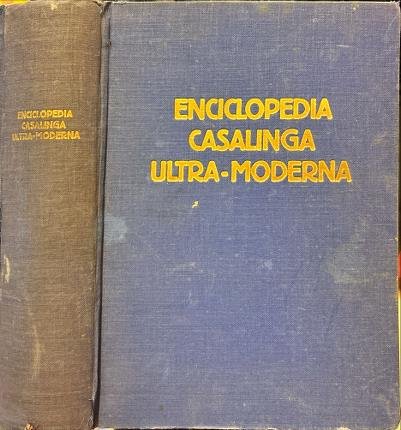 ENCICLOPEDIA
CASALINGA
ULTRA-MODERNA
ENCICLOPEDIA
CASALINGA
ULTRA-MODERNA